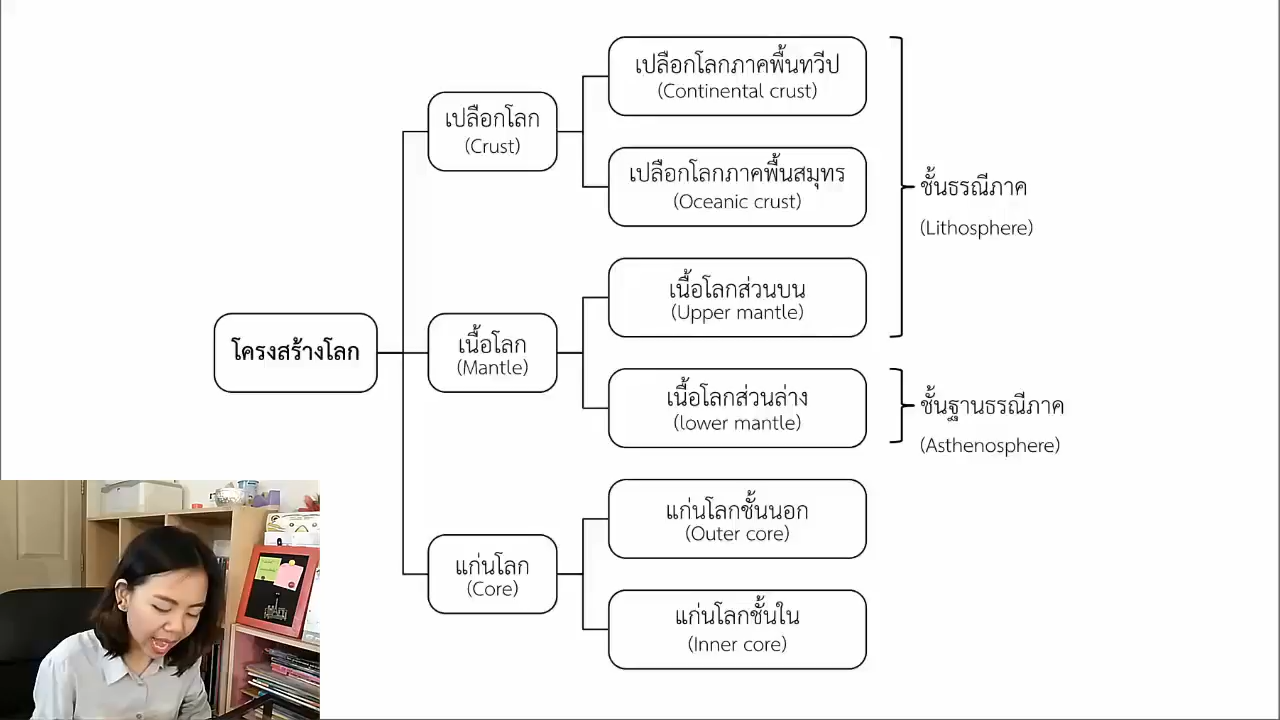 โครงสร้างโลก
เปลือกโลก
(Crust)
เปลือกโลกภาคพื้นทวีป
(Continental crust)
เปลือกโลกภาคพื้นสมุทร
(Oceanic crust)
ชั้นธรณีภาค
(Lithosphere)
เนื้อโลก
(Mantle)
เนื้อโลกส่วนบน
(Upper mantle)
เนื้อโลกส่วนล่าง
(lower mantle)
ชั้นฐานธรณีภาค
(Asthenosphere)
แก่นโลก
(Core)
แก่นโลกชั้นนอก
(Outer core)
แก่นโลกชั้นใน
(Inner core)